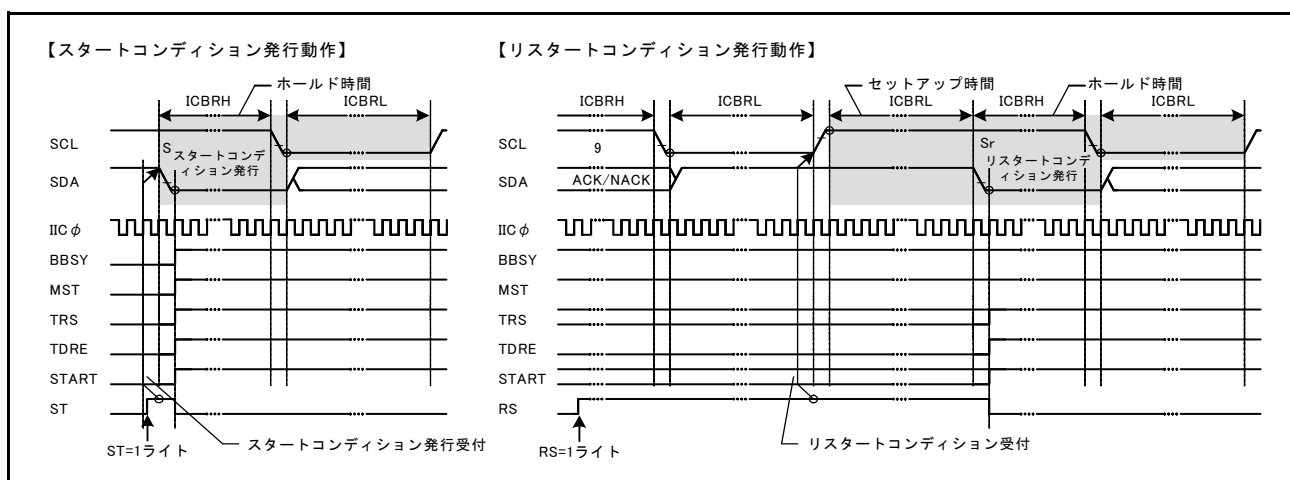 【スタートコンディション発行動作】
ホールド時間
ICBRH
ICBRL
SCL
S
スタートコンデ
ィション発行
SDA
IICφ
BBSY
MST
TRS
TDRE
START
ST
ST=1ライト
スタートコンディション発行受付
【リスタートコンディション発行動作】
セットアップ時間
ホールド時間
ICBRH
ICBRL
ICBRL
ICBRH
ICBRL
SCL
9
Sr
リスタートコンデ
ィション発行
SDA
ACK/NACK
IICφ
BBSY
MST
TRS
TDRE
START
RS
RS=1ライト
リスタートコンディション受付